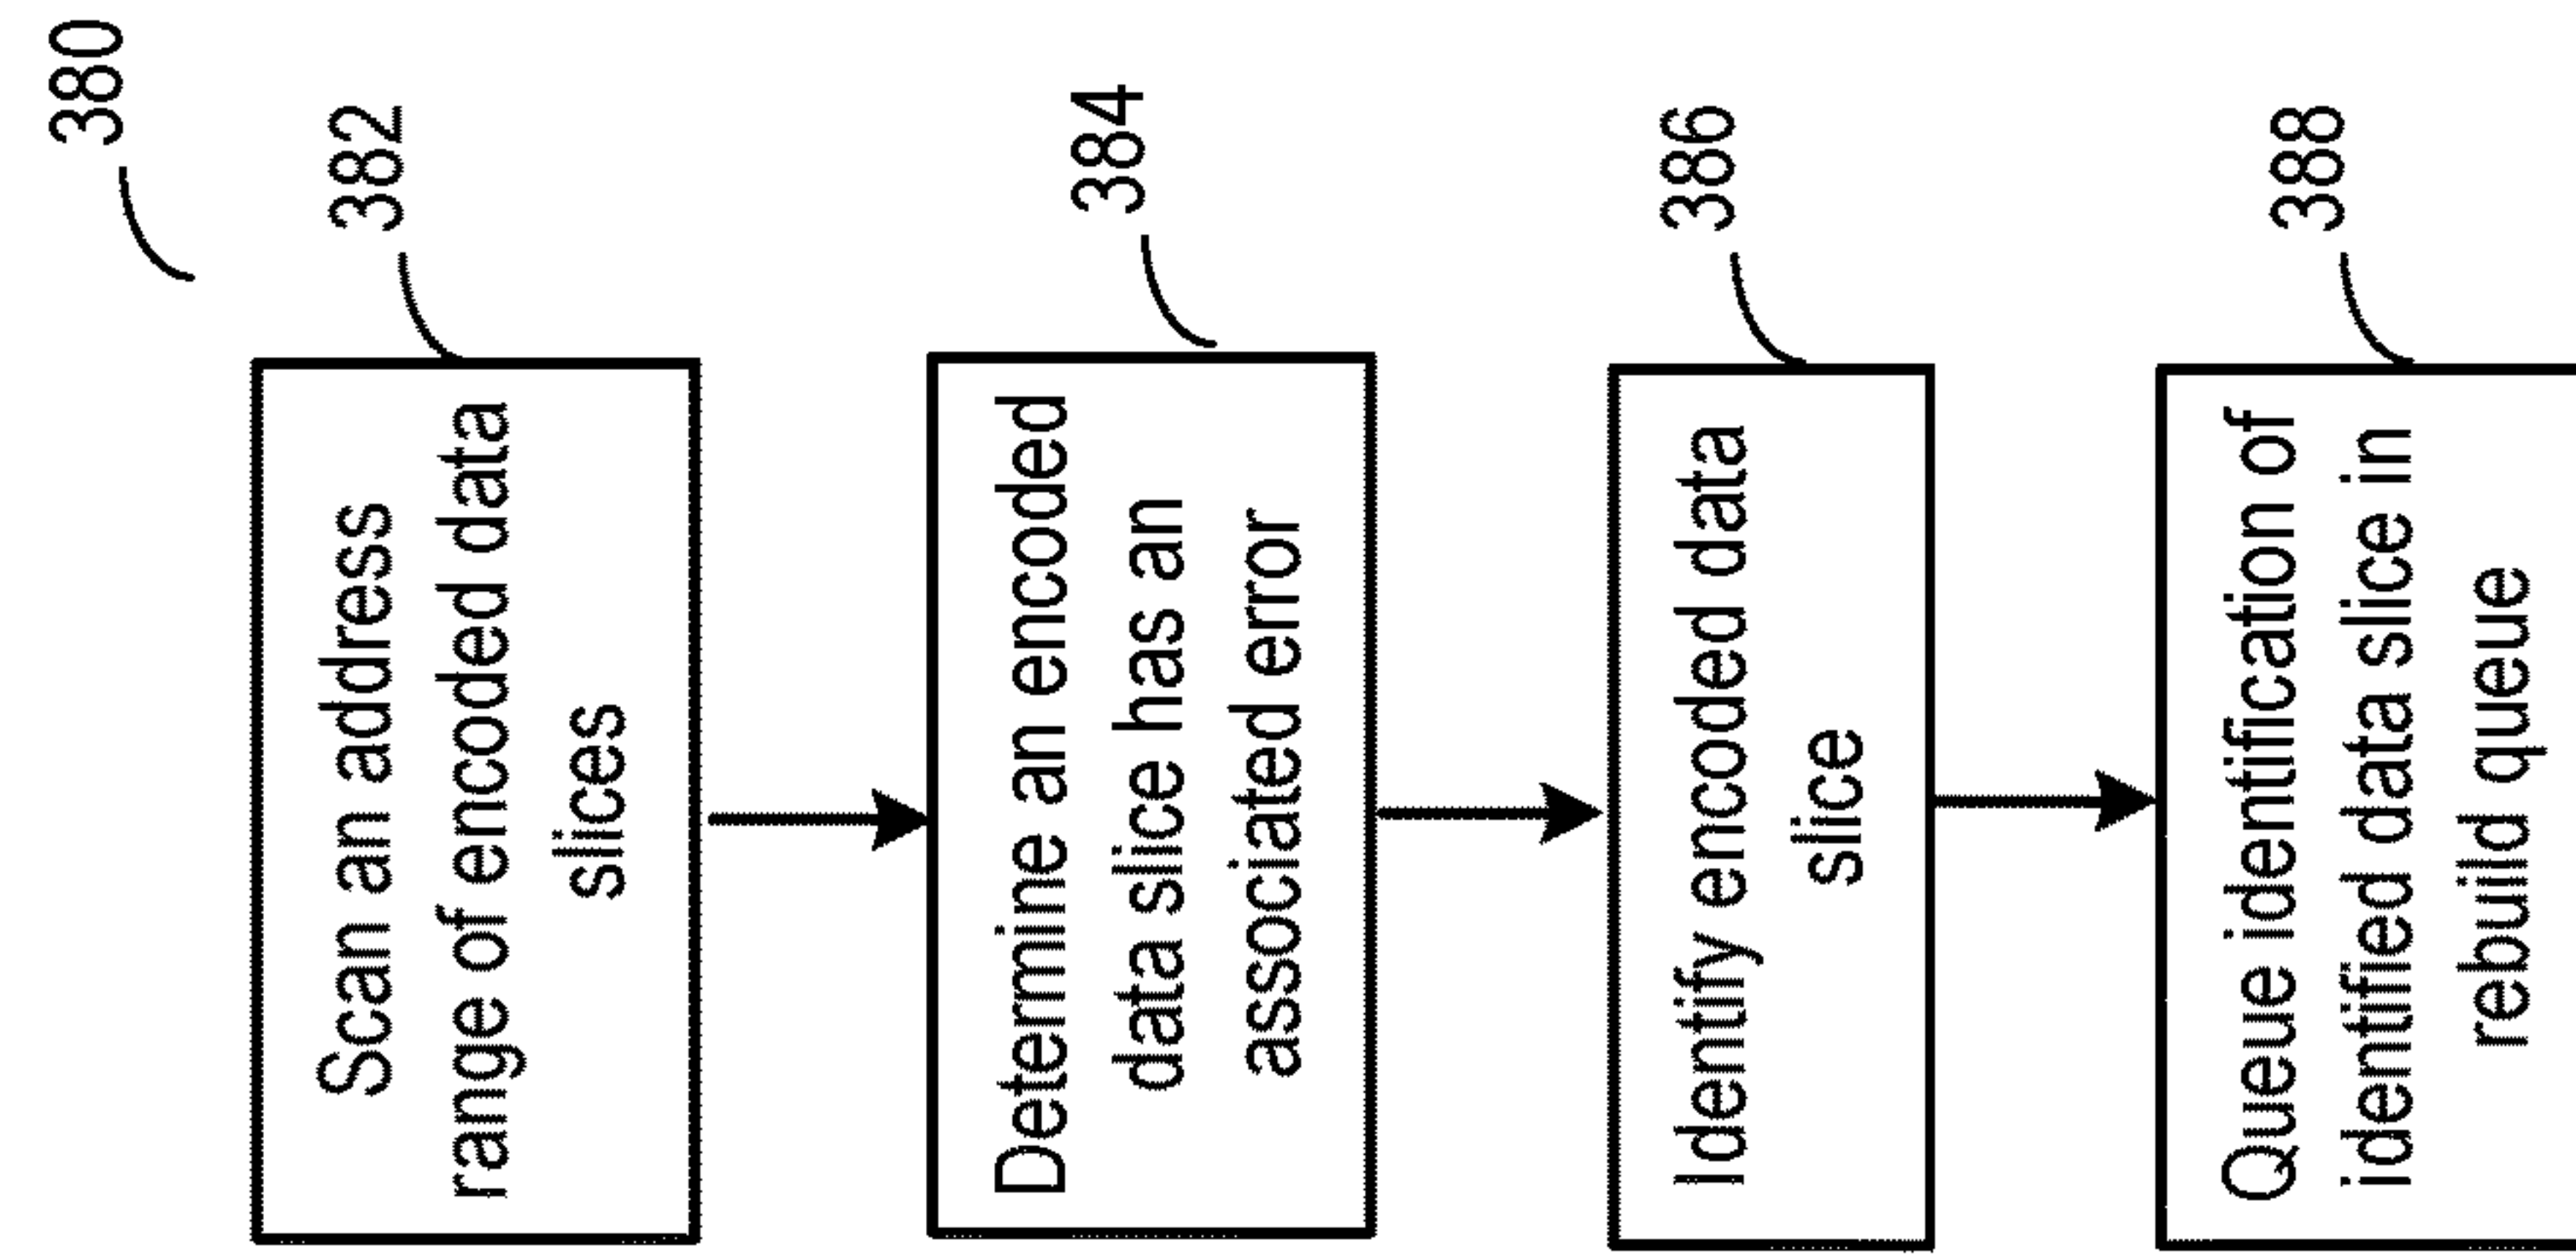 380
382
Scan an address
range of encoded data
slices
384
Determine an encoded
data slice has an
associated error
386
Identify encoded data
slice
388
Queue identification of
identified data slice in
rebuild queue